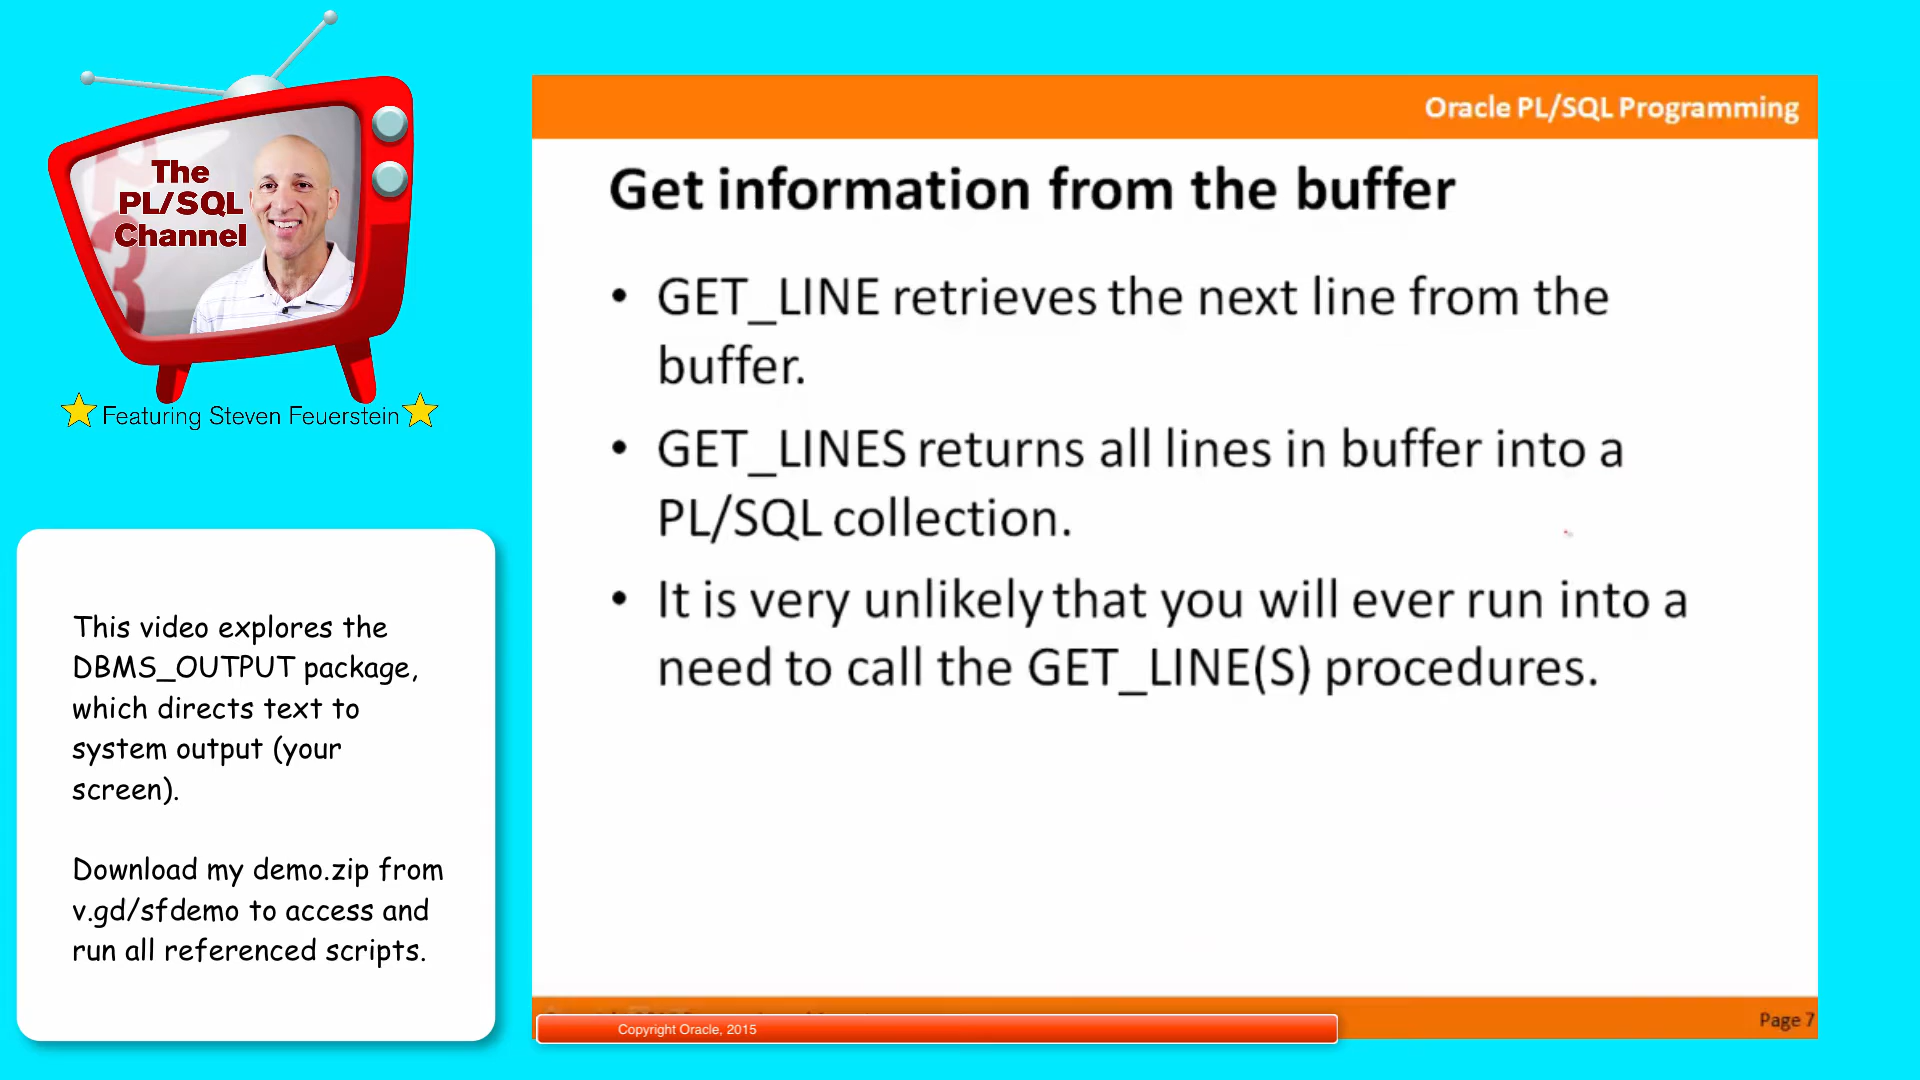 The
PL/SQL
Channel
Featuring Steven Feuerstein
This video explores the
DBMS_OUTPUT package,
which directs text to
system output (your
screen).
Download my demo.zip from
v.gd/sfdemo to access and
run all referenced scripts.
Oracle PL/SQL Programming
Get information from the buffer
• GET_LINE retrieves the next line from the
buffer.
• GET_LINES returns all lines in buffer into a
PL/SQL collection.
• It is very unlikely that you will ever run into a
need to call the GET_LINE(S) procedures.
Copyright Oracle, 2015
Page 7